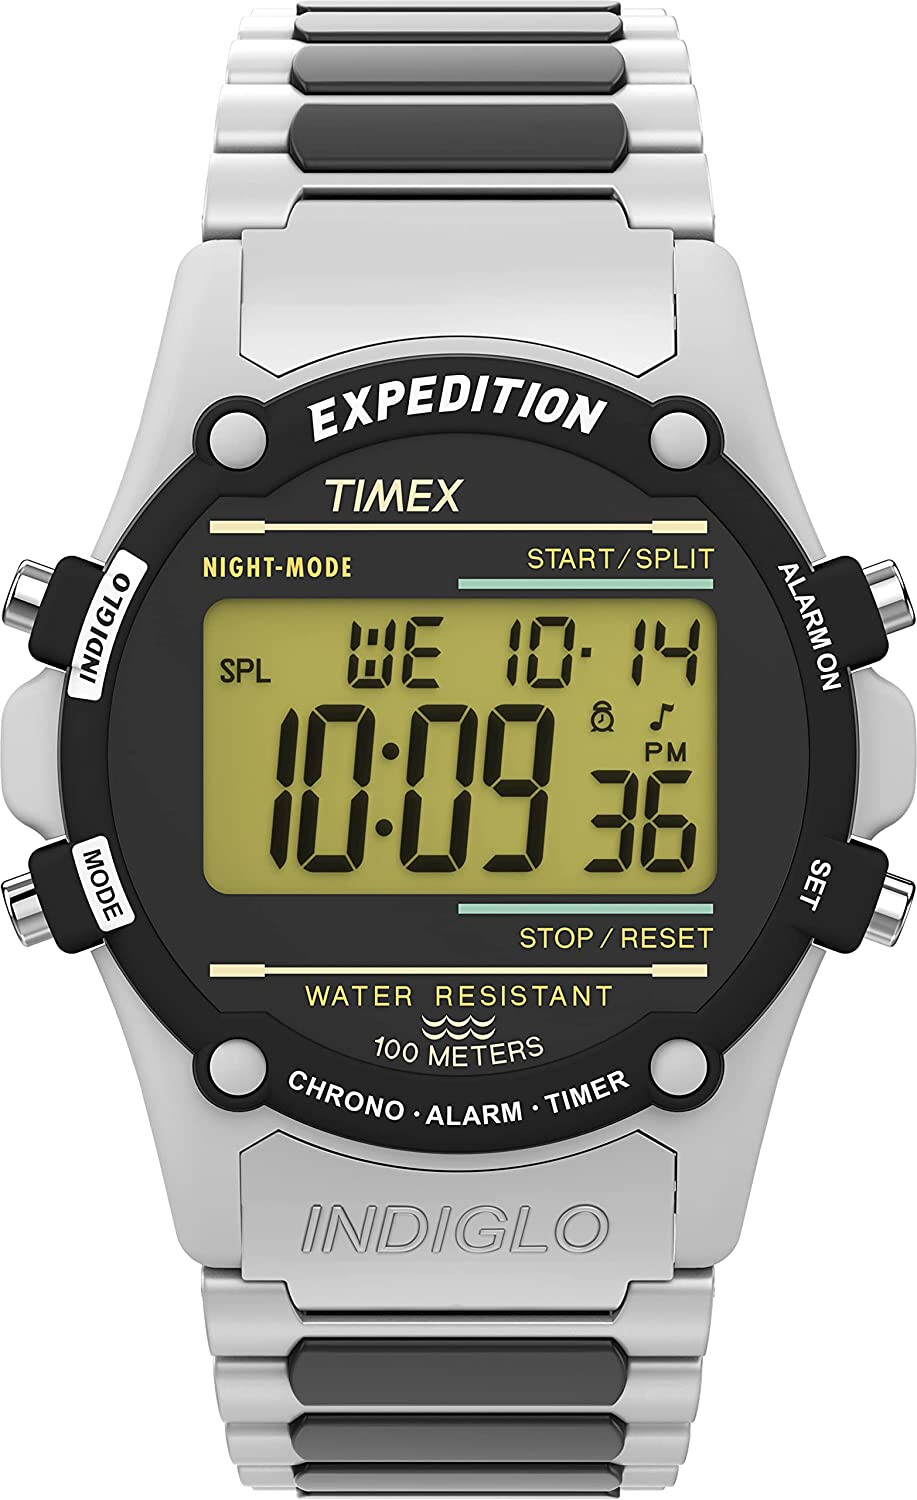 EXPEDITION
TIMEX
NIGHT-MODE
START/SPLIT
INDIGLO
ALARM ON
SPL WE 10-14
10:09 36
PM
MODE
SET
STOP / RESET
WATER RESISTANT
100 METERS
CHRONO · ALARM · TIMER
INDIGLO